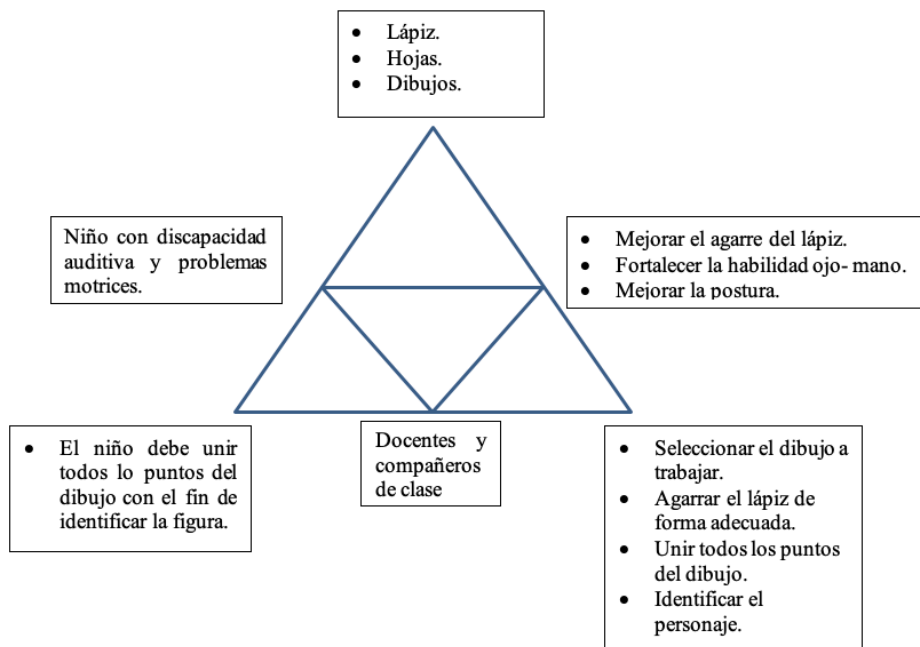 • Lápiz.
• Hojas.
• Dibujos.
Niño con discapacidad
auditiva y problemas
motrices.
• Mejorar el agarre del lápiz.
• Fortalecer la habilidad ojo- mano.
• Mejorar la postura.
• El niño debe unir
todos lo puntos del
dibujo con el fin de
identificar la figura.
Docentes y
compañeros
de clase
• Seleccionar el dibujo a
trabajar.
• Agarrar el lápiz de
forma adecuada.
• Unir todos los puntos
del dibujo.
• Identificar el
personaje.